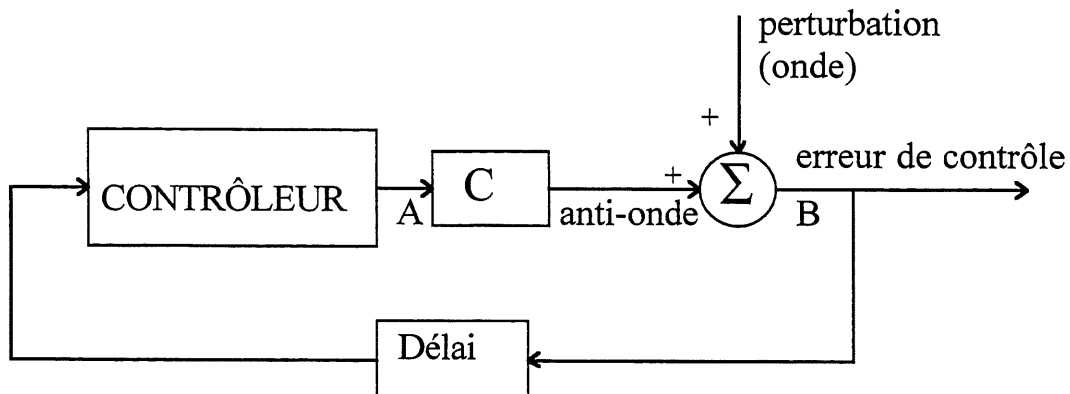 perturbation
(onde)
+
erreur de contrôle
CONTRÔLEUR
A
C
+
anti-onde
Σ
B
Délai